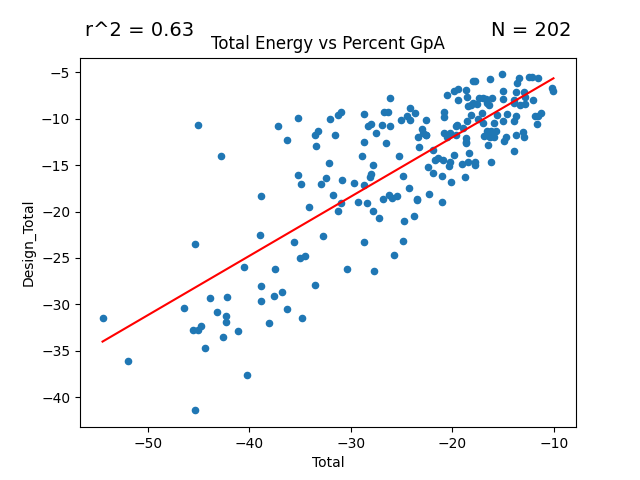 r^2 = 0.63
N = 202
Total Energy vs Percent GpA
−5
−10
−15
−20
−25
−30
−35
−40
Design_Total
−50
−40
−30
−20
−10
Total